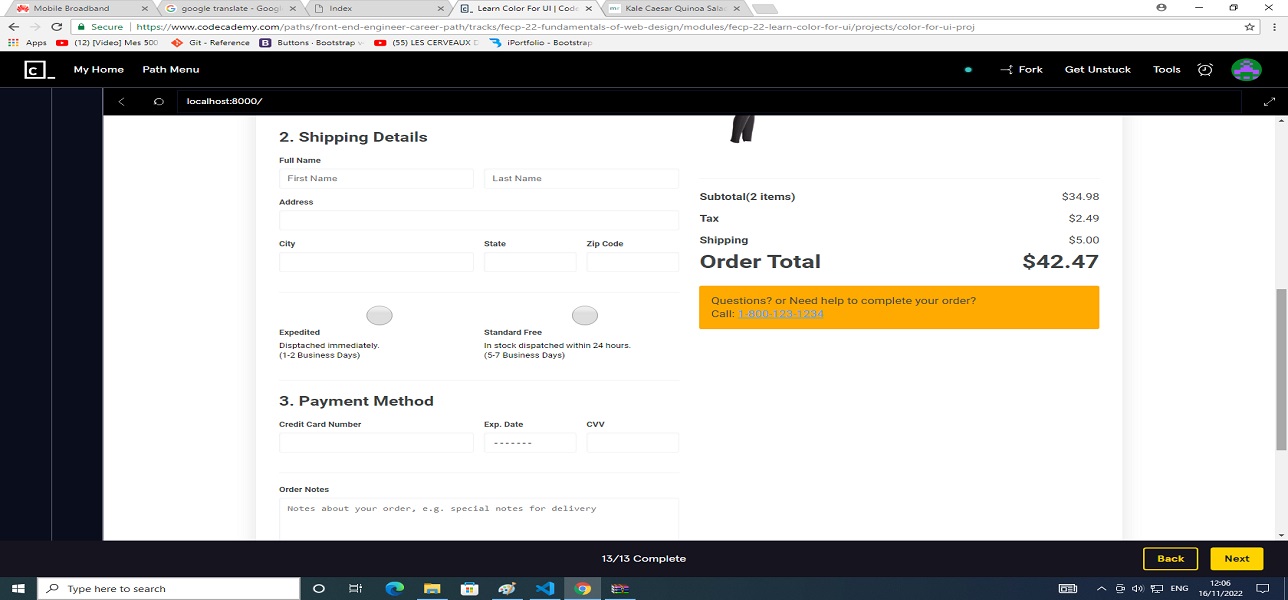 Mobile Broadband
google translate - Googl
Index
Learn Color For UI | Code
Kale Caesar Quinoa Salad
Secure
https://www.codecademy.com/paths/front-end-engineer-career-path/tracks/fecp-22-fundamentals-of-web-design/modules/fecp-22-learn-color-for-ui/projects/color-for-ui-proj
Apps
(12) [Video] Mes 500
Git - Reference
Buttons · Bootstrap v
(55) LES CERVEAUX D
iPortfolio - Bootstrap
My Home
Path Menu
Fork
Get Unstuck
Tools
localhost:8000/
2. Shipping Details
Full Name
First Name
Last Name
Address
City
State
Zip Code
Expedited
Disptached immediately.
(1-2 Business Days)
Standard Free
In stock dispatched within 24 hours.
(5-7 Business Days)
3. Payment Method
Credit Card Number
Exp. Date
CVV
-------
Order Notes
Notes about your order, e.g. special notes for delivery
Subtotal(2 items) $34.98
Tax $2.49
Shipping $5.00
Order Total $42.47
Questions? or Need help to complete your order?
Call: 1-800-123-1234
13/13 Complete
Back
Next
Type here to search
ENG
12:06
16/11/2022